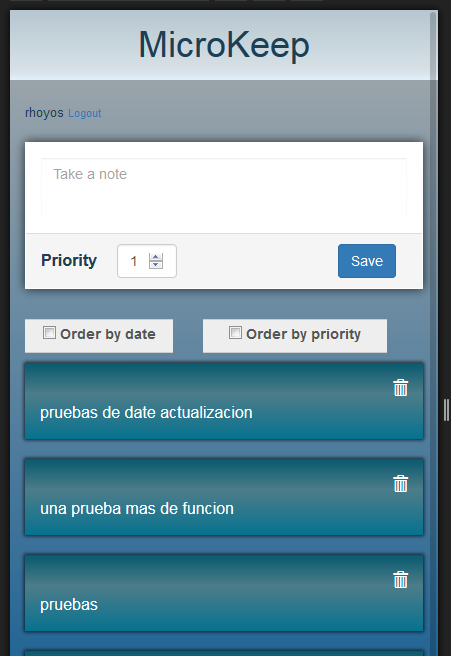 MicroKeep
rhoyos Logout
Take a note
Priority 1 Save
Order by date Order by priority
pruebas de date actualizacion
una prueba mas de funcion
pruebas